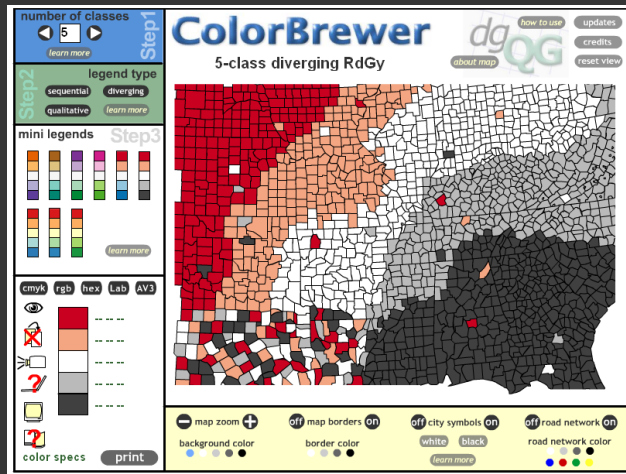 number of classes
5
learn more
Step1
Step2
legend type
sequential
diverging
qualitative
learn more
mini legends
Step3
learn more
cmyk
rgb
hex
Lab
AV3
?
?
color specs
print
ColorBrewer
5-class diverging RdGy
dg
QG
how to use
about map
updates
credits
reset view
map zoom
background color
off map borders on
border color
off city symbols on
white
black
learn more
off road network on
road network color